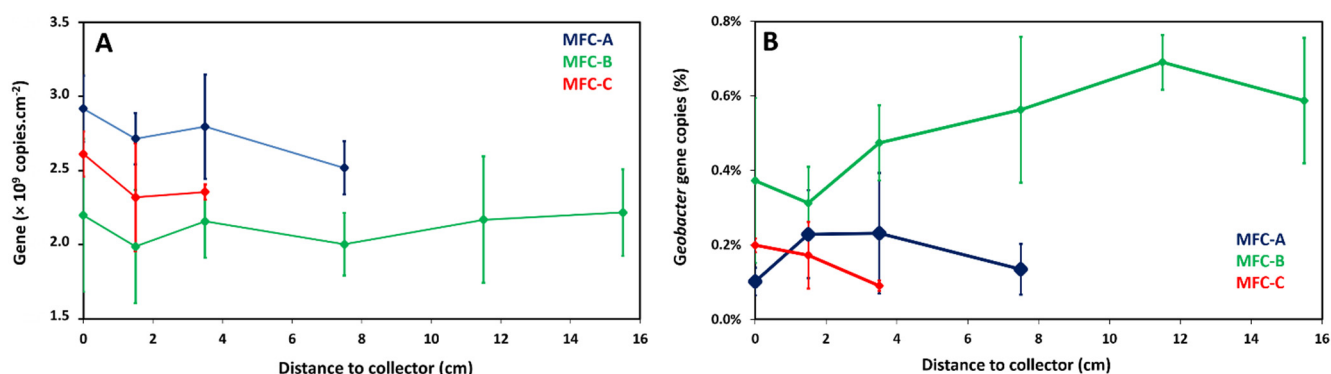 A
MFC-A
MFC-B
MFC-C
3.5
3.0
2.5
2.0
1.5
Gene (× 10⁹ copies.cm⁻²)
0 2 4 6 8 10 12 14 16
Distance to collector (cm)
B
0.8%
0.6%
0.4%
0.2%
0.0%
Geobacter gene copies (%)
MFC-A
MFC-B
MFC-C
0 2 4 6 8 10 12 14 16
Distance to collector (cm)